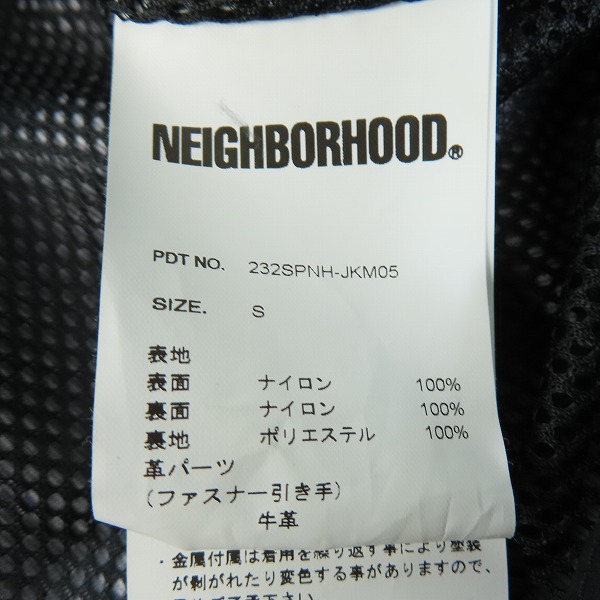 NEIGHBORHOOD®
PDT NO. 232SPNH-JKM05
SIZE. S
表地
表面 ナイロン 100%
裏面 ナイロン 100%
裏地 ポリエステル 100%
革パーツ
(ファスナー引き手)
牛革
・金属付属は着用を繰り返す事により塗装
が剥がれたり変色する事がありますので、